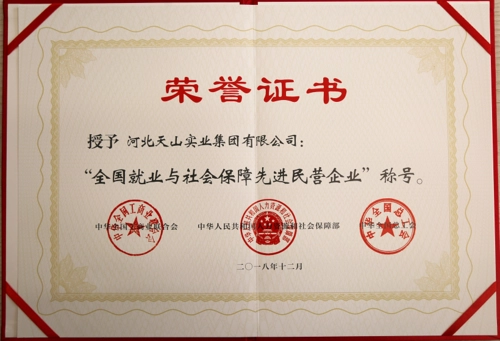 荣誉证书
授予 河北天山实业集团有限公司：
“全国就业与社会保障先进民营企业”称号。
中华全国工商业联合会 中华人民共和国人力资源和社会保障部 中华全国总工会
二〇一八年十二月